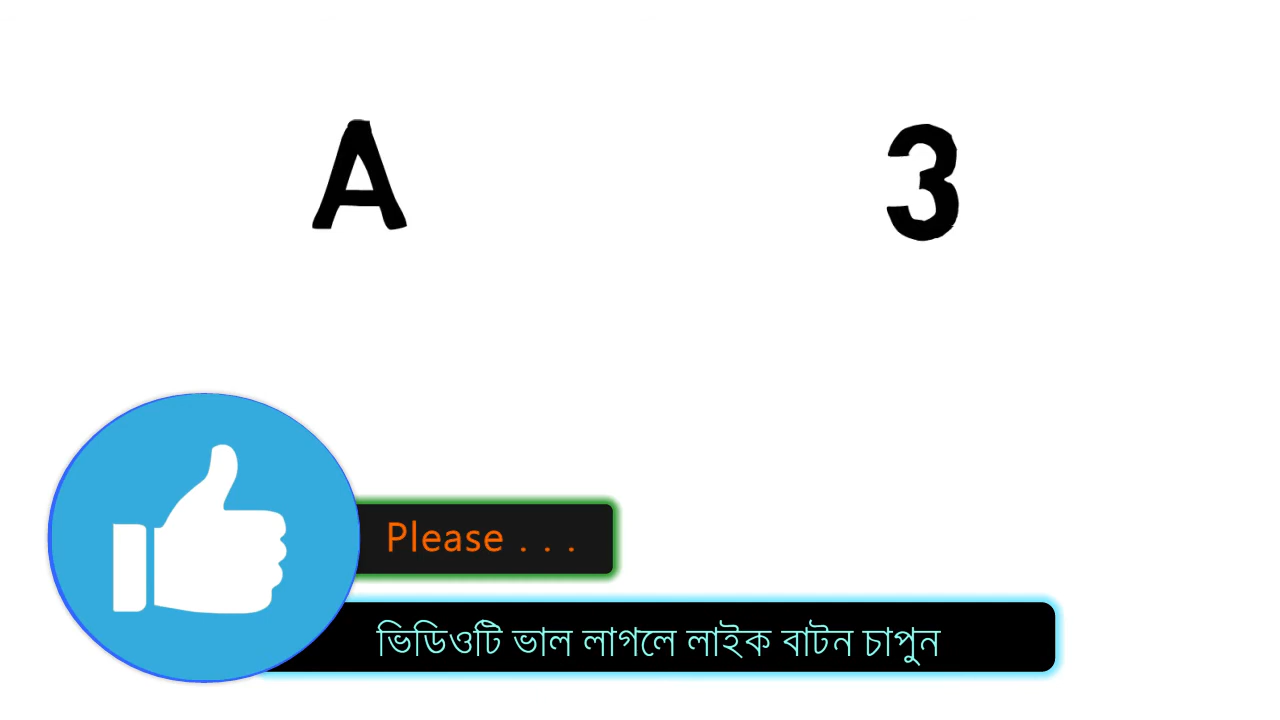 A 3
Please . . .
ভিডিওটি ভাল লাগলে লাইক বাটন চাপুন